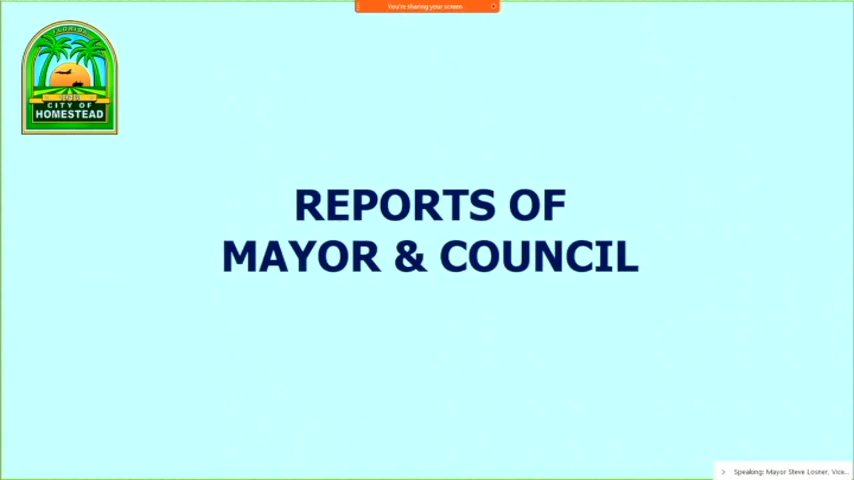 You're sharing your screen
FLORIDA
CITY OF
HOMESTEAD
REPORTS OF
MAYOR & COUNCIL
Speaking: Mayor Steve Losner, Vice...